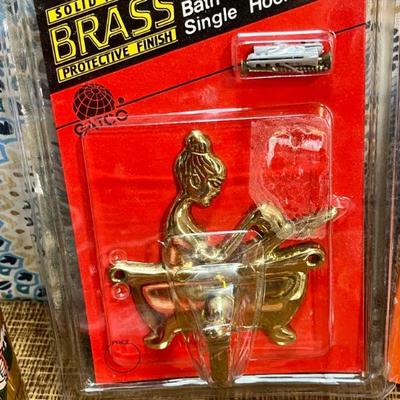 SOLID
BRASS
PROTECTIVE FINISH
Bath
Single Hook
GATCO
PRICE